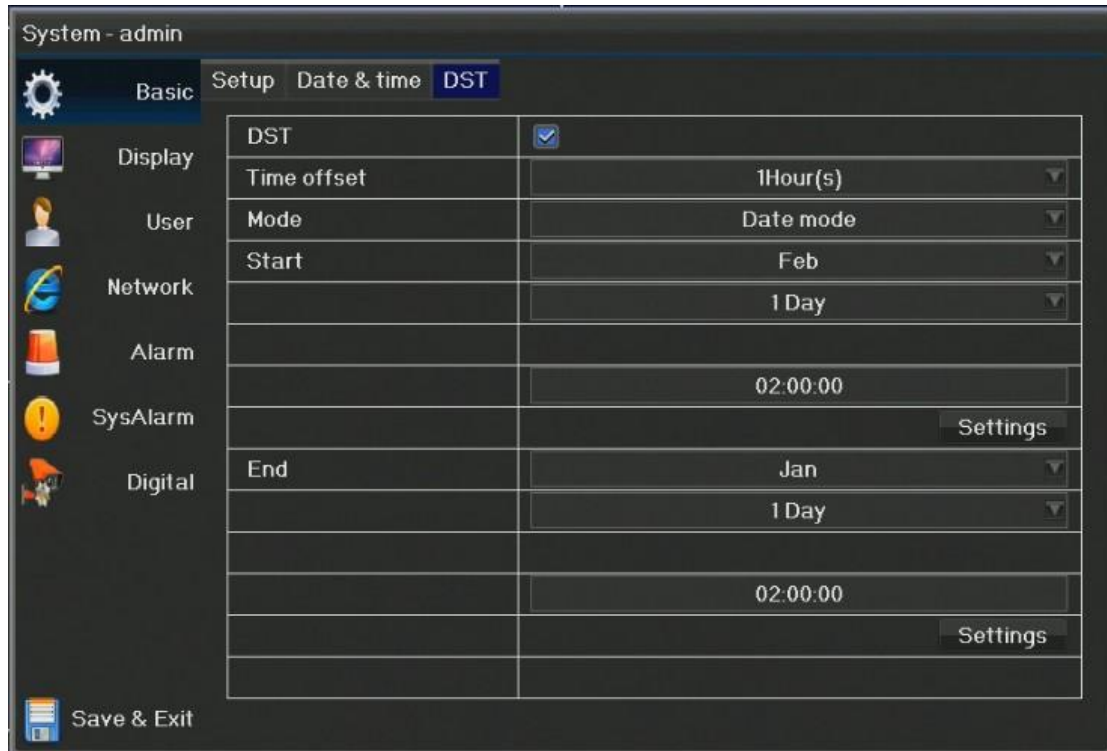 System - admin
Basic
Setup Date & time DST
Display
User
Network
Alarm
SysAlarm
Digital
DST
Time offset 1Hour(s)
Mode Date mode
Start Feb
1 Day
02:00:00
Settings
End Jan
1 Day
02:00:00
Settings
Save & Exit